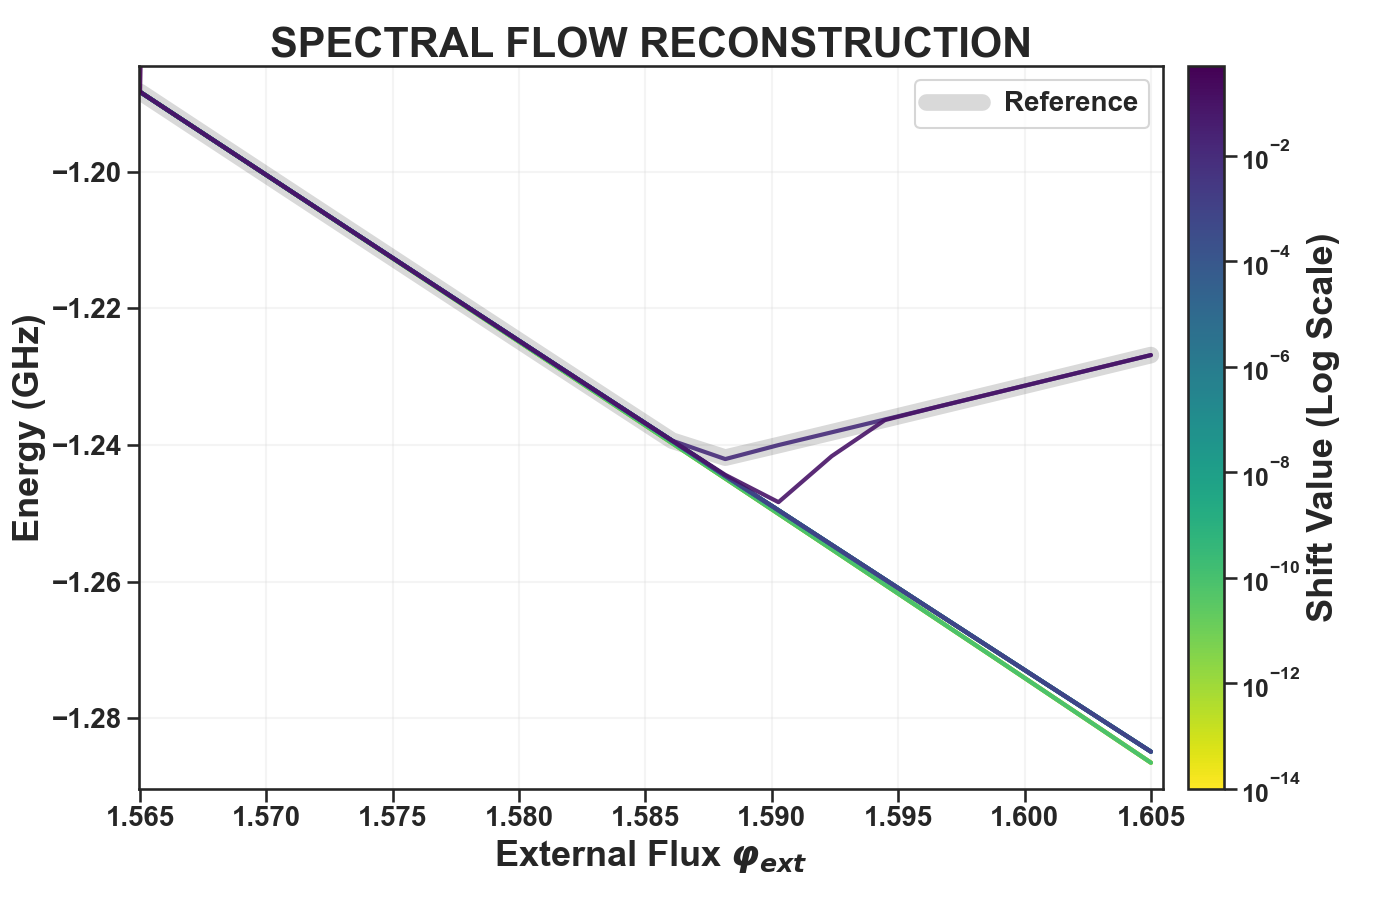 SPECTRAL FLOW RECONSTRUCTION
Reference
−1.20
−1.22
−1.24
−1.26
−1.28
Energy (GHz)
1.565 1.570 1.575 1.580 1.585 1.590 1.595 1.600 1.605
External Flux φ_ext
10⁻²
10⁻⁴
10⁻⁶
10⁻⁸
10⁻¹⁰
10⁻¹²
10⁻¹⁴
Shift Value (Log Scale)